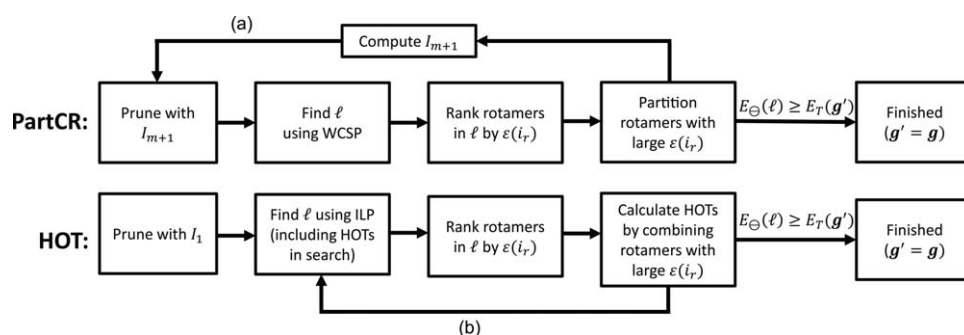 (a)
Compute I_{m+1}
PartCR:
Prune with
I_{m+1}
Find ℓ
using WCSP
Rank rotamers
in ℓ by ε(i_r)
Partition
rotamers with
large ε(i_r)
E_⊖(ℓ) ≥ E_T(g′)
Finished
(g′ = g)
HOT:
Prune with I_1
Find ℓ using ILP
(including HOTs
in search)
Rank rotamers
in ℓ by ε(i_r)
Calculate HOTs
by combining
rotamers with
large ε(i_r)
E_⊖(ℓ) ≥ E_T(g′)
Finished
(g′ = g)
(b)